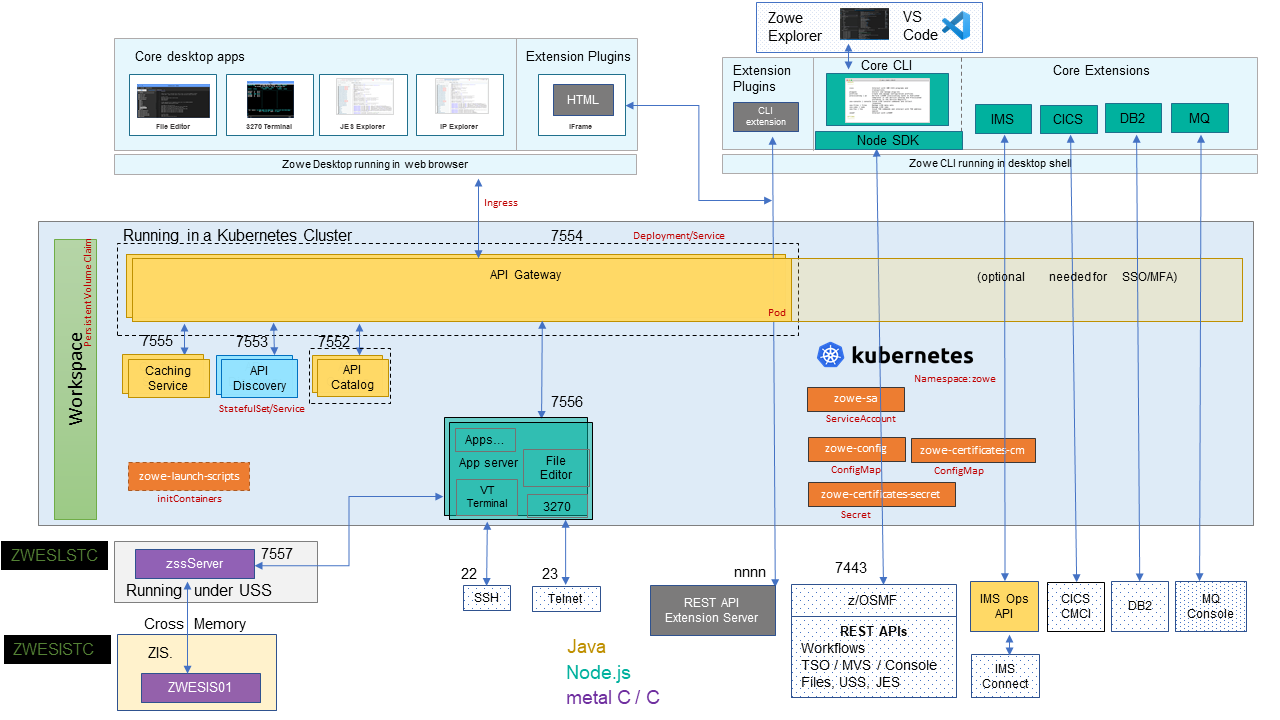 Zowe
Explorer
VS
Code
Core desktop apps
Extension Plugins
File Editor
3270 Terminal
JES Explorer
IP Explorer
HTML
iFrame
Zowe Desktop running in web browser
Extension
Plugins
CLI
extension
Core CLI
Node SDK
Core Extensions
IMS
CICS
DB2
MQ
Zowe CLI running in desktop shell
Ingress
Running in a Kubernetes Cluster
7554
Deployment/Service
API Gateway
Pod
(optional needed for SSO/MFA)
Workspace
Persistent Volume Claim
7555
7553
7552
Caching
Service
API
Discovery
API
Catalog
StatefulSet/Service
kubernetes
Namespace: zowe
zowe-sa
ServiceAccount
zowe-config
ConfigMap
zowe-certificates-cm
ConfigMap
zowe-certificates-secret
Secret
7556
Apps…
App server
File
Editor
VT
Terminal
3270
zowe-launch-scripts
initContainers
ZWESLSTC
zssServer
7557
Running under USS
Cross Memory
ZWESISTC
ZIS.
ZWESIS01
22
SSH
23
Telnet
nnnn
REST API
Extension Server
7443
z/OSMF
REST APIs
Workflows
TSO / MVS / Console
Files, USS, JES
IMS Ops
API
IMS
Connect
CICS
CMCI
DB2
MQ
Console
Java
Node.js
metal C / C